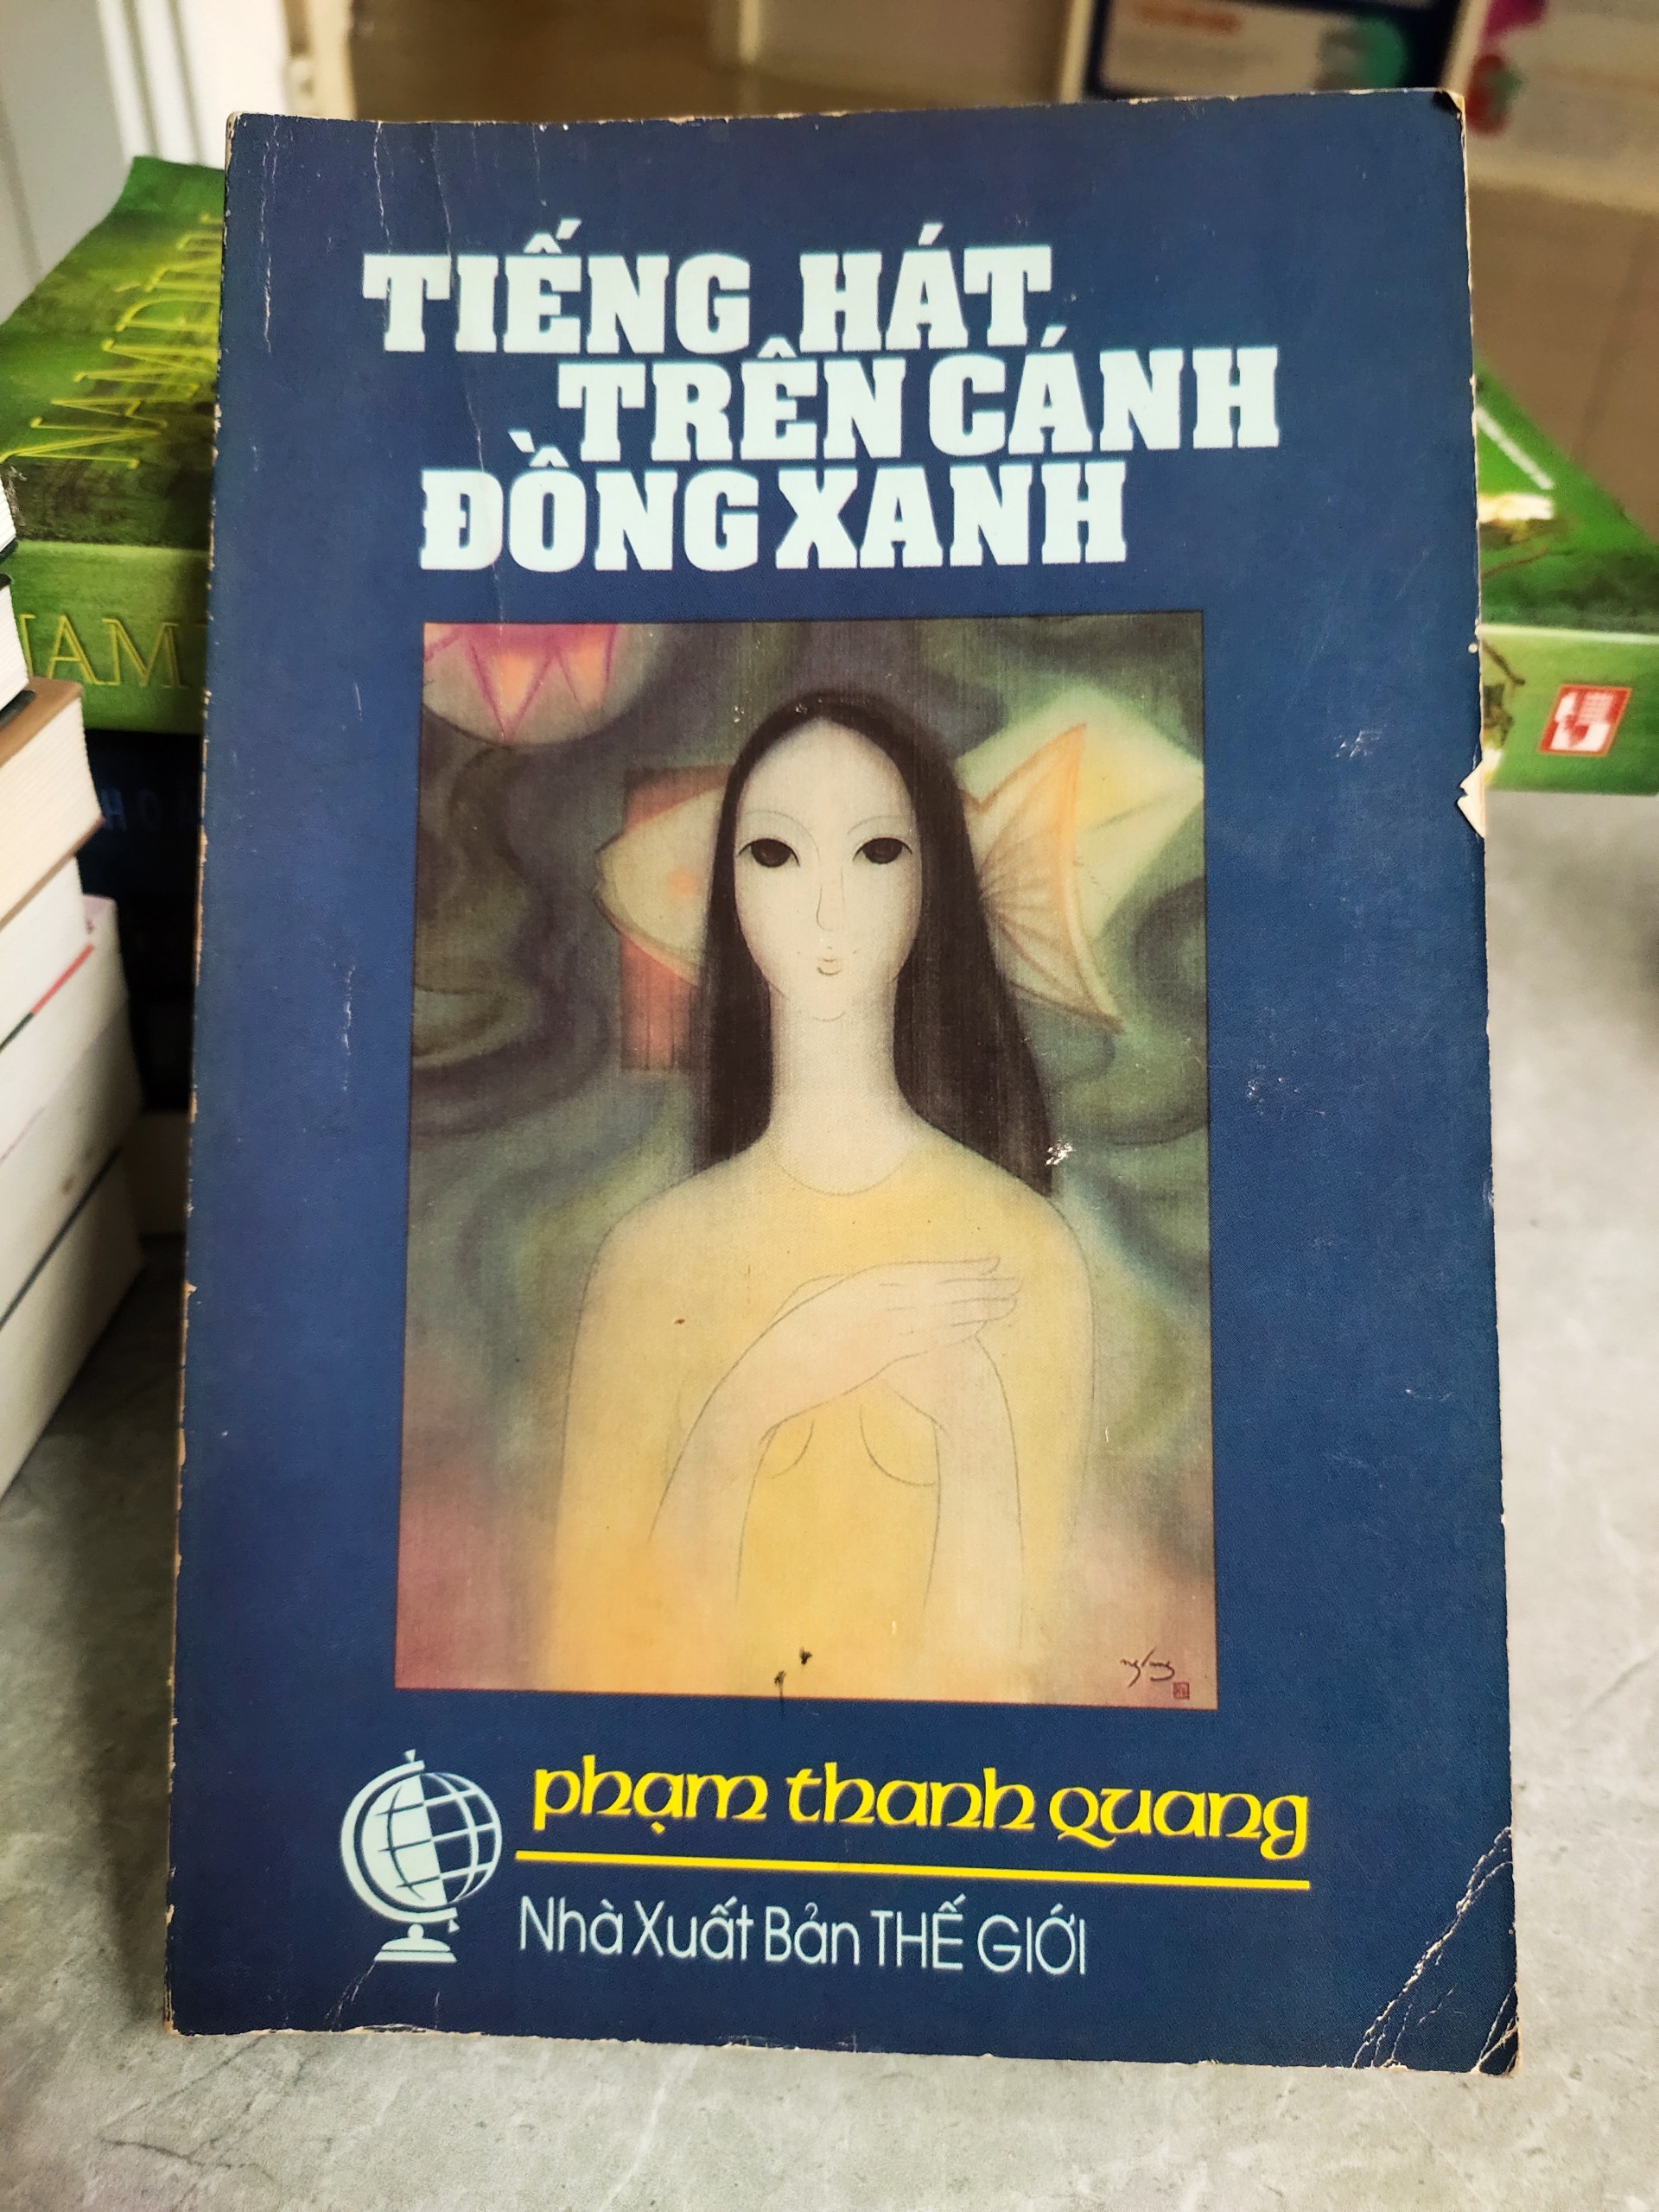 TIẾNG HÁT
TRÊN CÁNH
ĐỒNG XANH
phạm thanh quang
Nhà Xuất Bản THẾ GIỚI